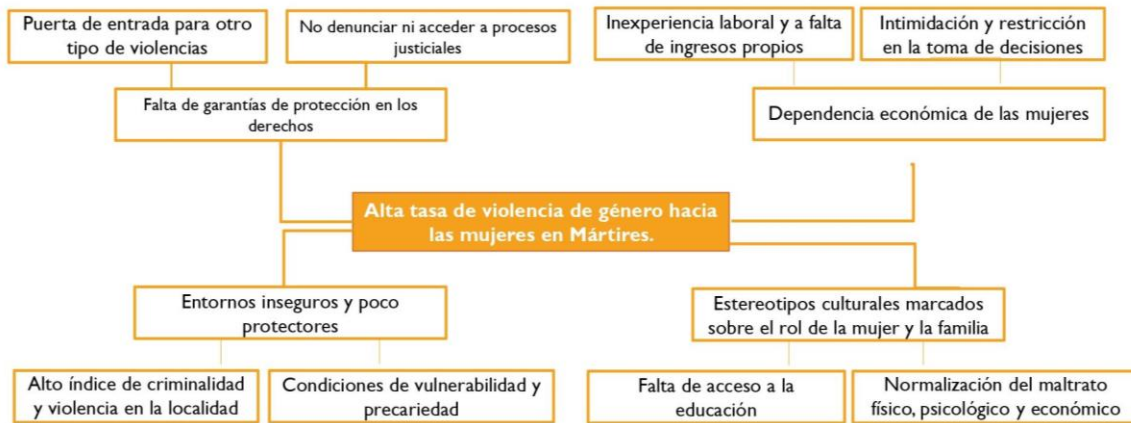 Puerta de entrada para otro
tipo de violencias
No denunciar ni acceder a procesos
justiciales
Inexperiencia laboral y a falta
de ingresos propios
Intimidación y restricción
en la toma de decisiones
Falta de garantías de protección en los
derechos
Dependencia económica de las mujeres
Alta tasa de violencia de género hacia
las mujeres en Mártires.
Entornos inseguros y poco
protectores
Estereotipos culturales marcados
sobre el rol de la mujer y la familia
Alto índice de criminalidad
y violencia en la localidad
Condiciones de vulnerabilidad y
precariedad
Falta de acceso a la
educación
Normalización del maltrato
físico, psicológico y económico